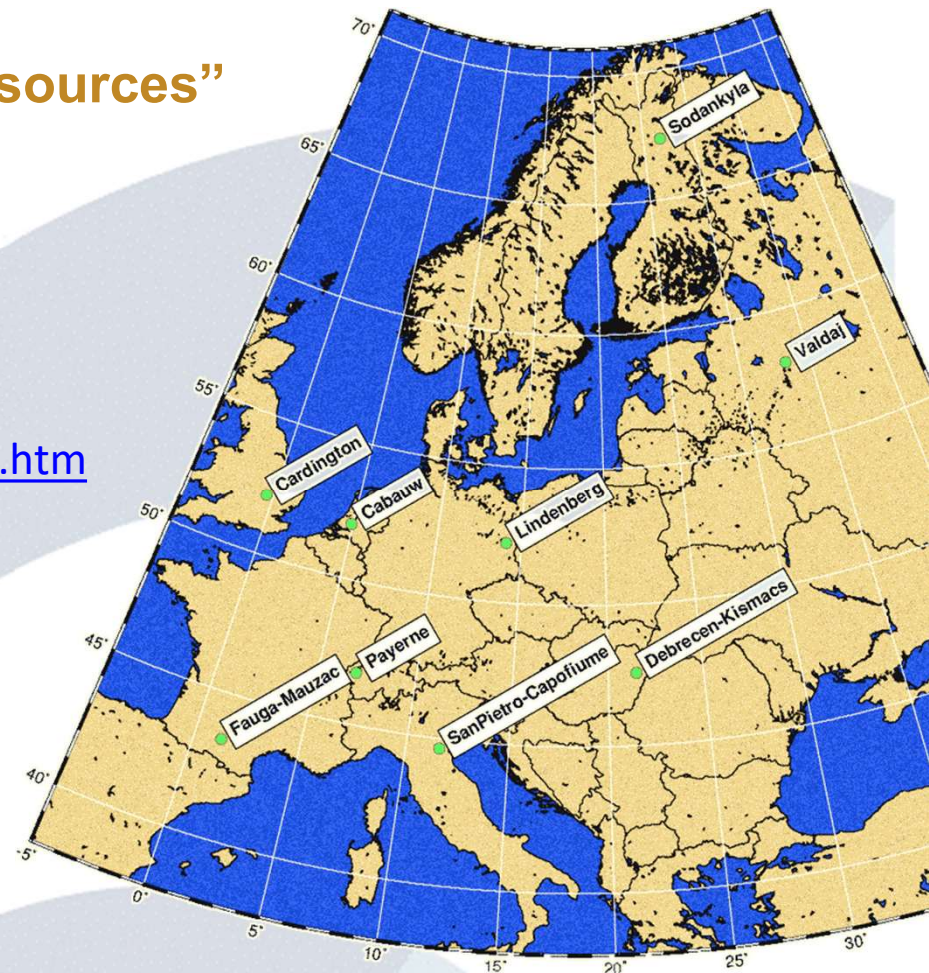 sources”
.htm
70°
65°
60°
55°
50°
45°
40°
-5°
0°
5°
10°
15°
20°
25°
30°
Sodankyla
Valdaj
Cardington
Cabauw
Lindenberg
Debrecen-Kismacs
Payerne
SanPietro-Capofiume
Fauga-Mauzac